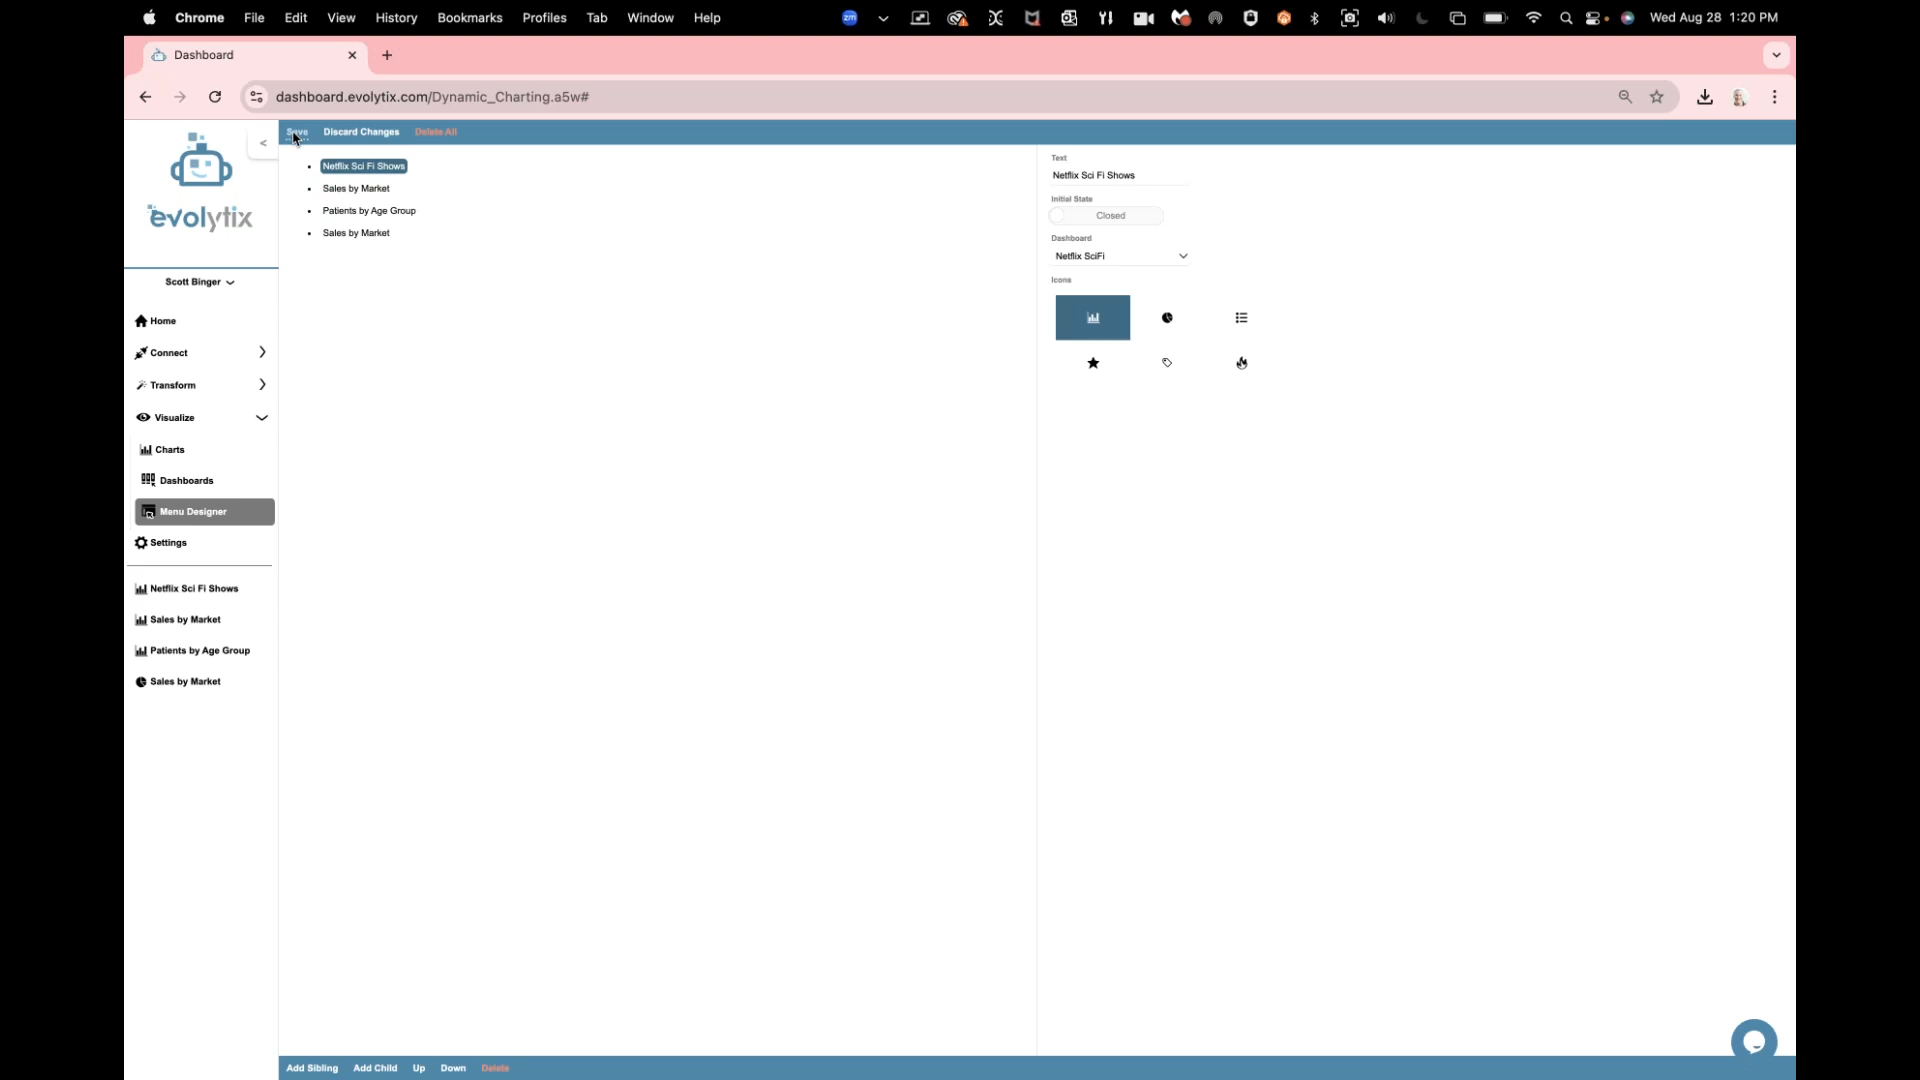 Chrome File Edit View History Bookmarks Profiles Tab Window Help zm Wed Aug 28 1:20 PM
Dashboard
dashboard.evolytix.com/Dynamic_Charting.a5w#
< Save Discard Changes Delete All
evolytix
Scott Binger
Home
Connect
Transform
Visualize
Charts
Dashboards
Menu Designer
Settings
Netflix Sci Fi Shows
Sales by Market
Patients by Age Group
Sales by Market
Netflix Sci Fi Shows
Sales by Market
Patients by Age Group
Sales by Market
Text
Netflix Sci Fi Shows
Initial State
Closed
Dashboard
Netflix SciFi
Icons
Add Sibling Add Child Up Down Delete